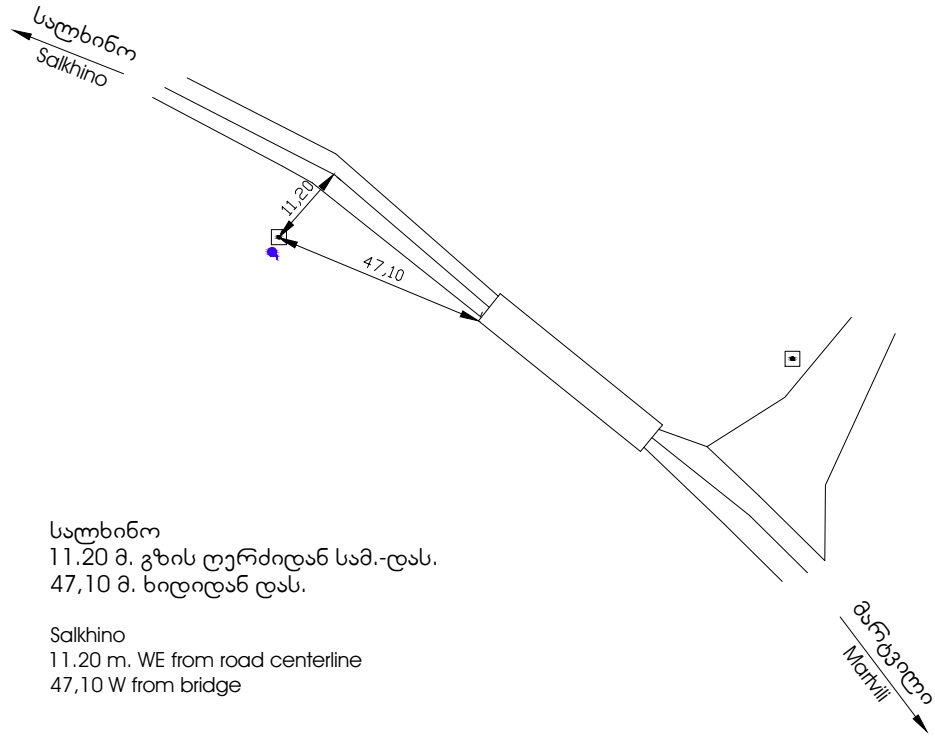 სალხინო
Salkhino
11,20
47,10
სალხინო
11.20 მ. გზის ღერძიდან სამ.-დას.
47,10 მ. ხიდიდან დას.
Salkhino
11.20 m. WE from road centerline
47,10 W from bridge
მარტვილი
Martvili